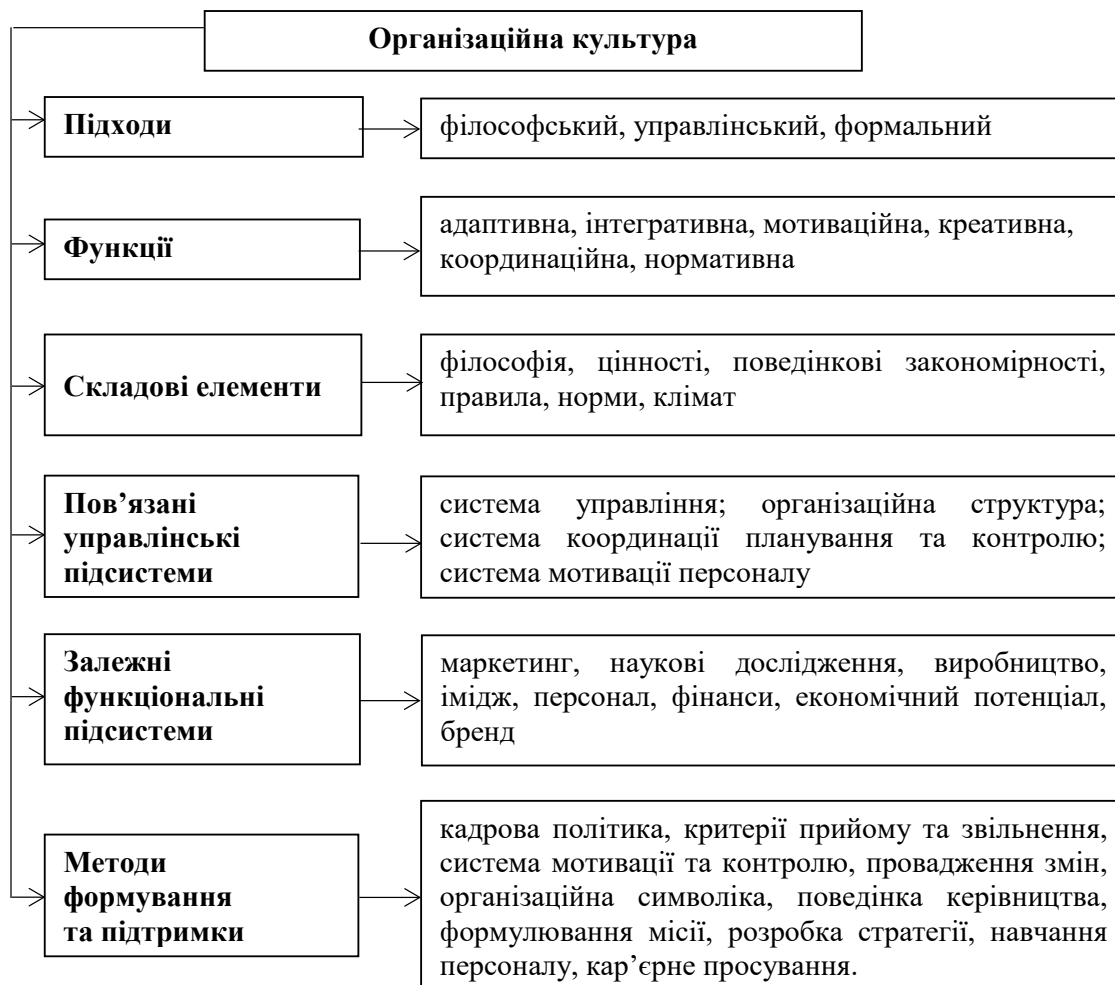 Організаційна культура
Підходи
філософський, управлінський, формальний
Функції
адаптивна, інтегративна, мотиваційна, креативна,
координаційна, нормативна
Складові елементи
філософія, цінності, поведінкові закономірності,
правила, норми, клімат
Пов’язані
управлінські
підсистеми
система управління; організаційна структура;
система координації планування та контролю;
система мотивації персоналу
Залежні
функціональні
підсистеми
маркетинг, наукові дослідження, виробництво,
імідж, персонал, фінанси, економічний потенціал,
бренд
Методи
формування
та підтримки
кадрова політика, критерії прийому та звільнення,
система мотивації та контролю, провадження змін,
організаційна символіка, поведінка керівництва,
формулювання місії, розробка стратегії, навчання
персоналу, кар’єрне просування.